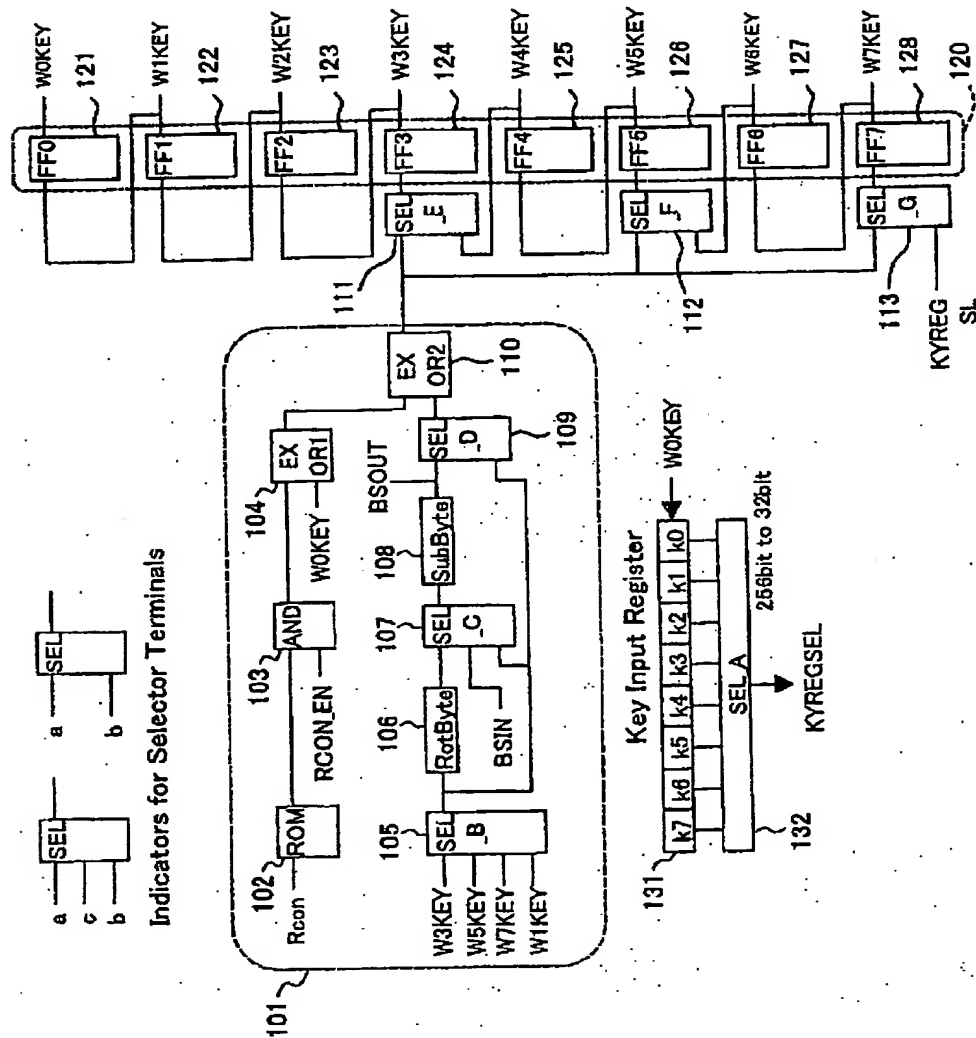 W0KEY
121
FF0
W1KEY
122
FF1
W2KEY
123
FF2
W3KEY
124
FF3
W4KEY
125
FF4
W5KEY
126
FF5
W6KEY
127
FF6
W7KEY
128
FF7
120
SEL
_E
111
SEL
_F
112
SEL
_G
113
KYREG
SL
EX
OR2
110
EX
OR1
104
W0KEY
BSOUT
SEL
_D
109
AND
103
RCON_EN
SubByte
108
SEL
_C
107
RotByte
106
BSIN
ROM
102
Rcon
SEL
_B
105
W3KEY
W5KEY
W7KEY
W1KEY
101
a
SEL
b
a
c
b
SEL
Indicators for Selector Terminals
Key Input Register
W0KEY
k7 k6 k5 k4 k3 k2 k1 k0
131
SEL_A
256bit to 32bit
132
KYREGSEL